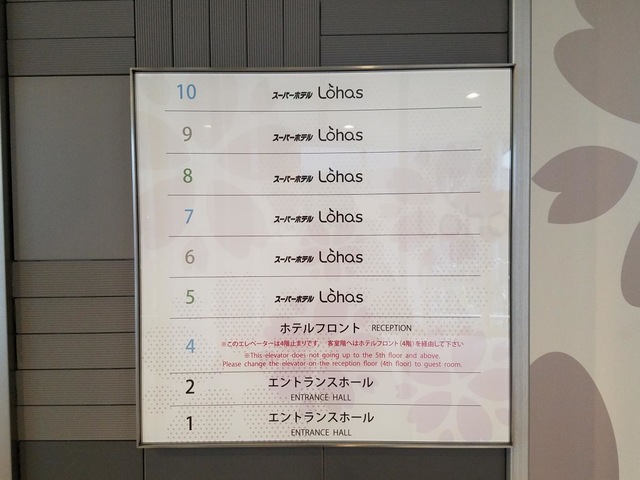 10 スーパーホテル Lohas
9 スーパーホテル Lohas
8 スーパーホテル Lohas
7 スーパーホテル Lohas
6 スーパーホテル Lohas
5 スーパーホテル Lohas
ホテルフロント RECEPTION
4 ※このエレベーターは4階止まりです。 客室階へはホテルフロント(4階)を経由して下さい
※This elevator does not going up to the 5th floor and above.
Please change the elevator on the reception floor (4th floor) to guest room.
2 エントランスホール
ENTRANCE HALL
1 エントランスホール
ENTRANCE HALL